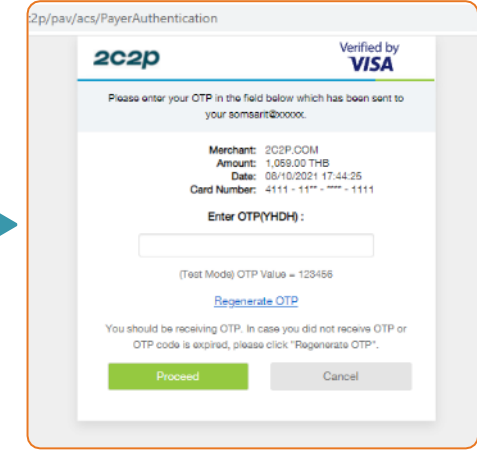 c2p/pav/acs/PayerAuthentication
2c2p
Verified by
VISA
Please enter your OTP in the field below which has been sent to
your somsarit@xxxxx.
Merchant: 2C2P.COM
Amount: 1,059.00 THB
Date: 08/10/2021 17:44:25
Card Number: 4111 - 11** - **** - 1111
Enter OTP(YHDH) :
(Test Mode) OTP Value = 123456
Regenerate OTP
You should be receiving OTP. In case you did not receive OTP or
OTP code is expired, please click "Regenerate OTP".
Proceed
Cancel